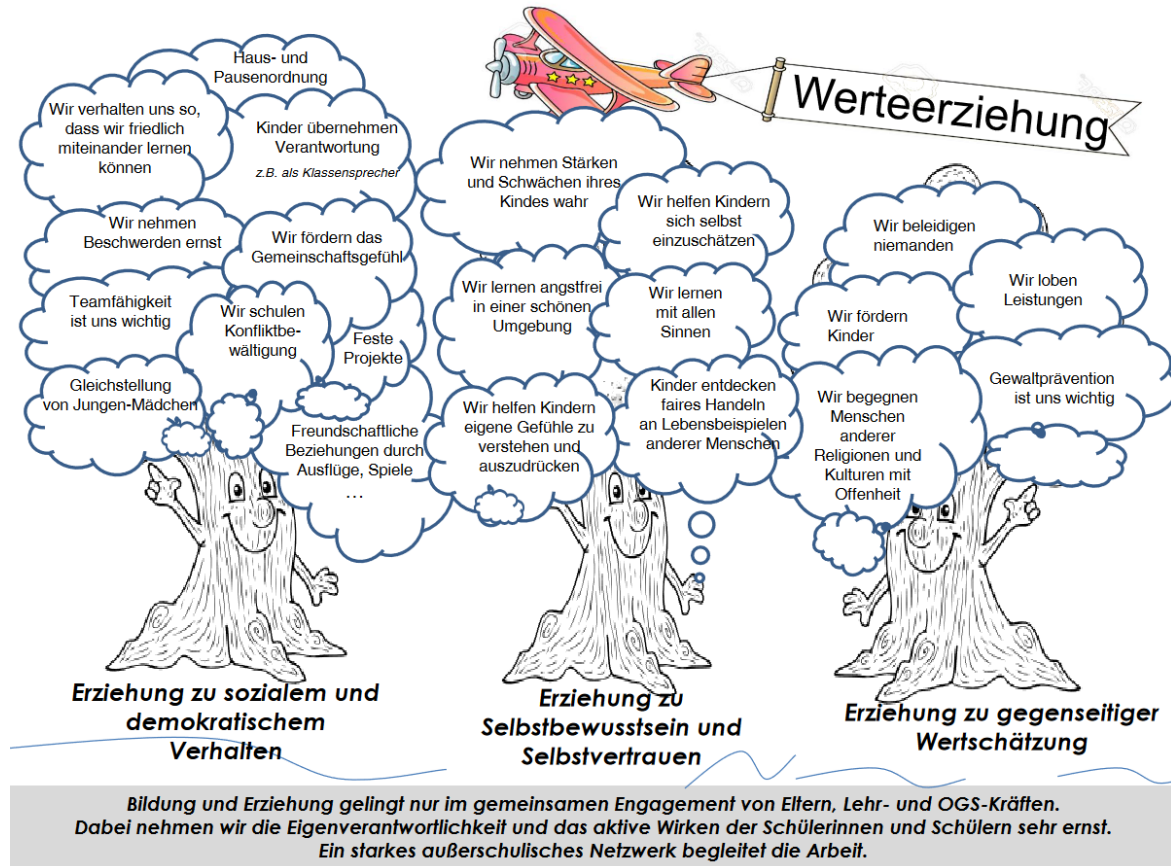 Werteerziehung
Haus- und
Pausenordnung
Wir verhalten uns so,
dass wir friedlich
miteinander lernen
können
Kinder übernehmen
Verantwortung
z.B. als Klassensprecher
Wir nehmen
Beschwerden ernst
Wir fördern das
Gemeinschaftsgefühl
Teamfähigkeit
ist uns wichtig
Wir schulen
Konfliktbe-
wältigung
Feste
Projekte
Gleichstellung
von Jungen-Mädchen
Freundschaftliche
Beziehungen durch
Ausflüge, Spiele
…
Erziehung zu sozialem und
demokratischem
Verhalten
Wir nehmen Stärken
und Schwächen ihres
Kindes wahr
Wir helfen Kindern
sich selbst
einzuschätzen
Wir lernen angstfrei
in einer schönen
Umgebung
Wir lernen
mit allen
Sinnen
Wir helfen Kindern
eigene Gefühle zu
verstehen und
auszudrücken
Kinder entdecken
faires Handeln
an Lebensbeispielen
anderer Menschen
Erziehung zu
Selbstbewusstsein und
Selbstvertrauen
Wir beleidigen
niemanden
Wir loben
Leistungen
Wir fördern
Kinder
Gewaltprävention
ist uns wichtig
Wir begegnen
Menschen
anderer
Religionen und
Kulturen mit
Offenheit
Erziehung zu gegenseitiger
Wertschätzung
Bildung und Erziehung gelingt nur im gemeinsamen Engagement von Eltern, Lehr- und OGS-Kräften.
Dabei nehmen wir die Eigenverantwortlichkeit und das aktive Wirken der Schülerinnen und Schülern sehr ernst.
Ein starkes außerschulisches Netzwerk begleitet die Arbeit.